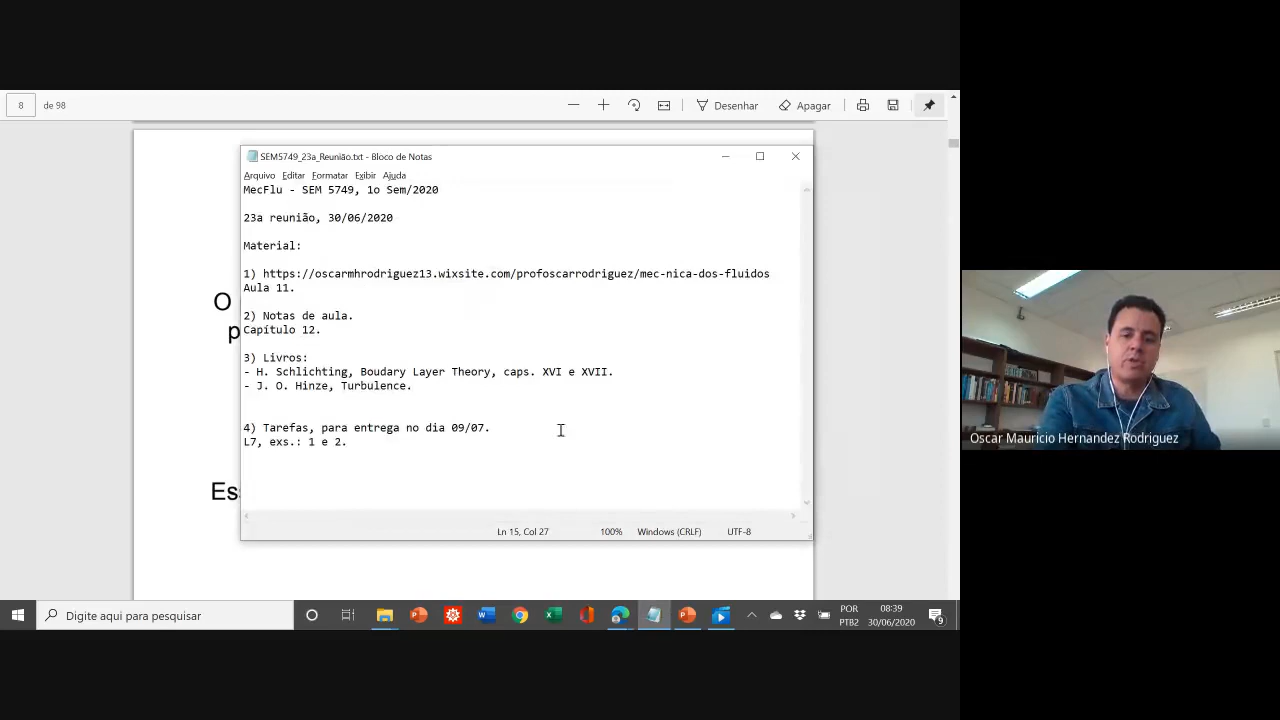 8 de 98
Desenhar
Apagar
SEM5749_23a_Reunião.txt - Bloco de Notas
Arquivo Editar Formatar Exibir Ajuda
MecFlu - SEM 5749, 1o Sem/2020
23a reunião, 30/06/2020
Material:
1) https://oscarmhrodriguez13.wixsite.com/profoscarrodriguez/mec-nica-dos-fluidos
Aula 11.
2) Notas de aula.
Capítulo 12.
3) Livros:
- H. Schlichting, Boudary Layer Theory, caps. XVI e XVII.
- J. O. Hinze, Turbulence.
4) Tarefas, para entrega no dia 09/07.
L7, exs.: 1 e 2.
O
p
Es
Ln 15, Col 27 100% Windows (CRLF) UTF-8
Oscar Mauricio Hernandez Rodriguez
Digite aqui para pesquisar
POR
PTB2
08:39
30/06/2020
9